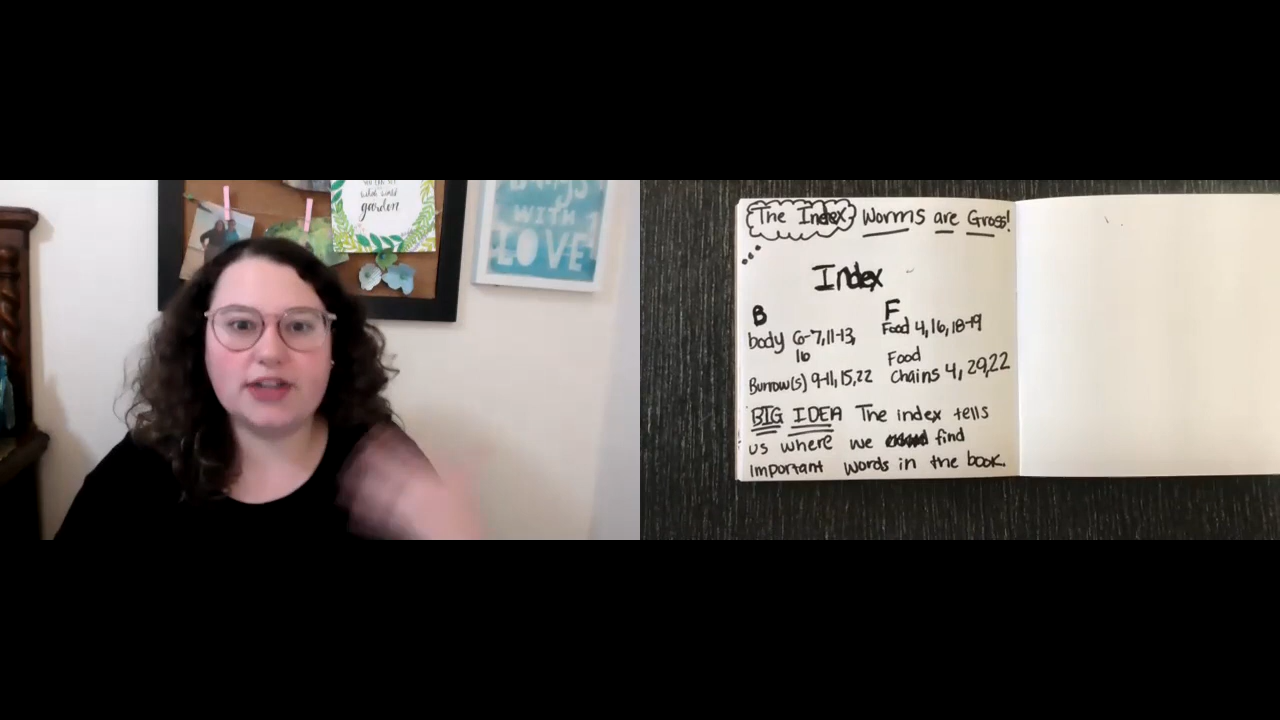 garden
WITH
LOVE
The Index Worms are Gross!
Index
B
body 6-7, 11-13,
16
Burrow(s) 9-11, 15, 22
F
Food 4, 16, 18-19
Food
Chains 4, 20, 22
BIG IDEA The index tells
us where we find
important words in the book.